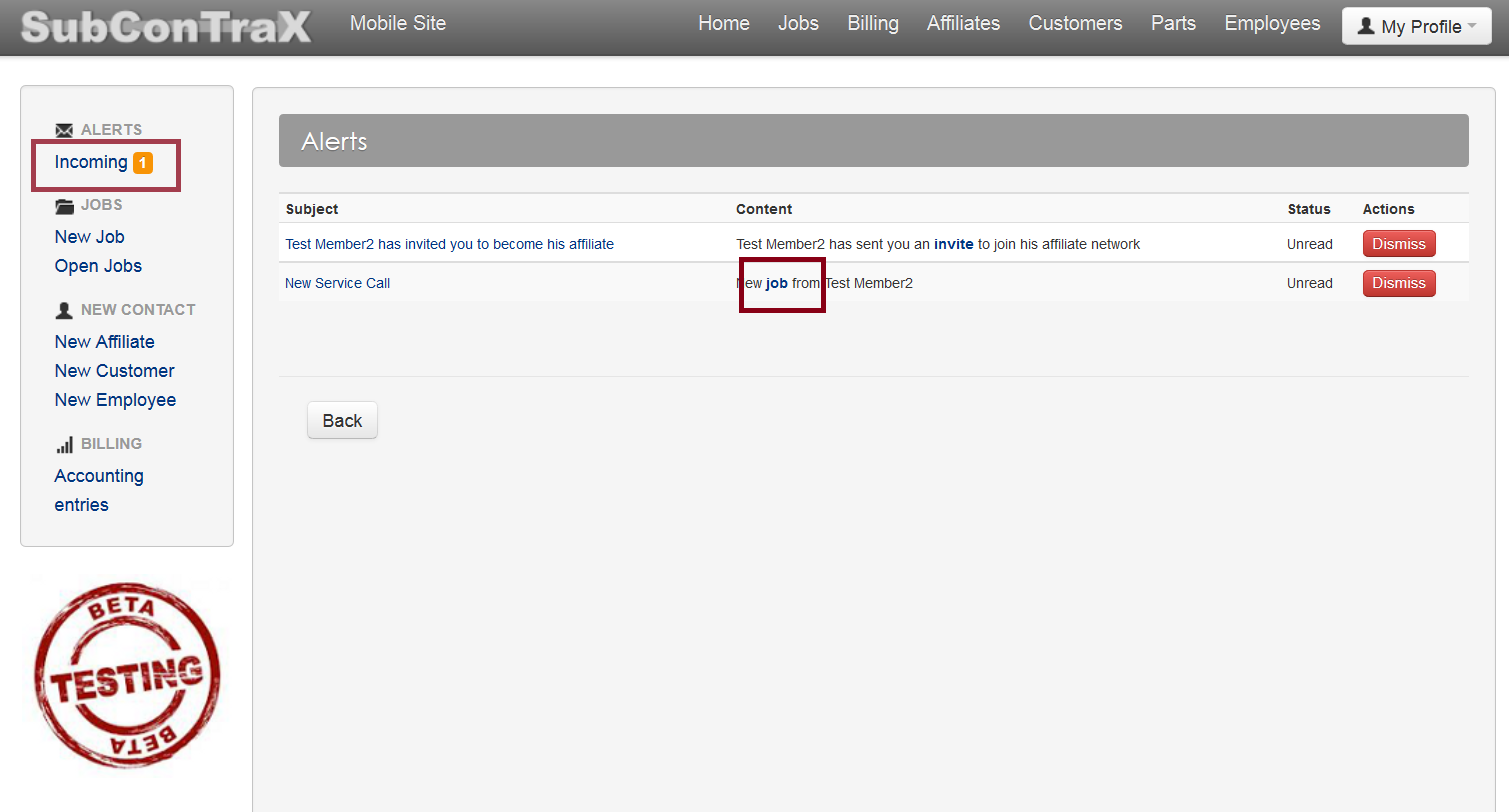 SubConTraX Mobile Site Home Jobs Billing Affiliates Customers Parts Employees My Profile
ALERTS
Incoming 1
JOBS
New Job
Open Jobs
NEW CONTACT
New Affiliate
New Customer
New Employee
BILLING
Accounting
entries
BETA
TESTING
BETA
Alerts
Subject Content Status Actions
Test Member2 has invited you to become his affiliate Test Member2 has sent you an invite to join his affiliate network Unread Dismiss
New Service Call New job from Test Member2 Unread Dismiss
Back